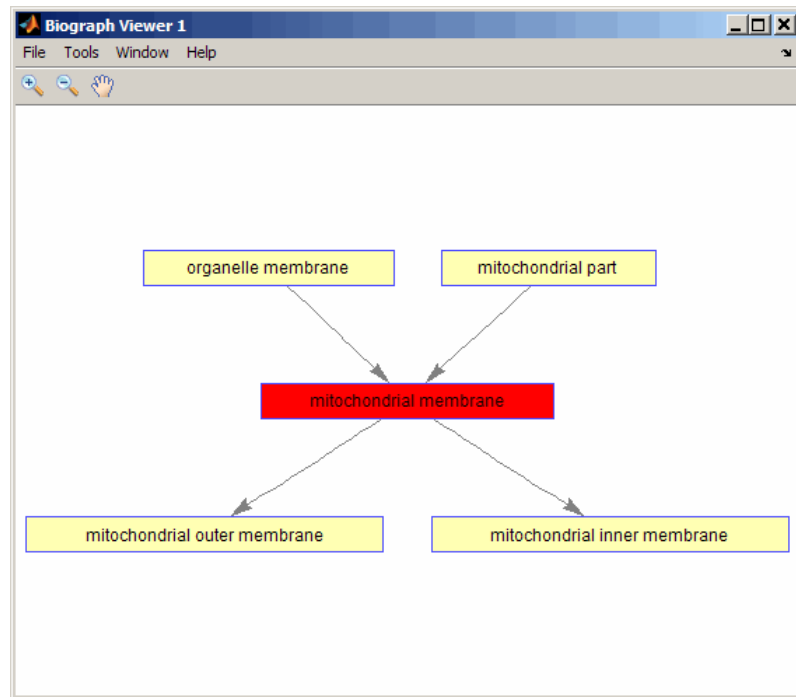 Biograph Viewer 1
File Tools Window Help
organelle membrane
mitochondrial part
mitochondrial membrane
mitochondrial outer membrane
mitochondrial inner membrane